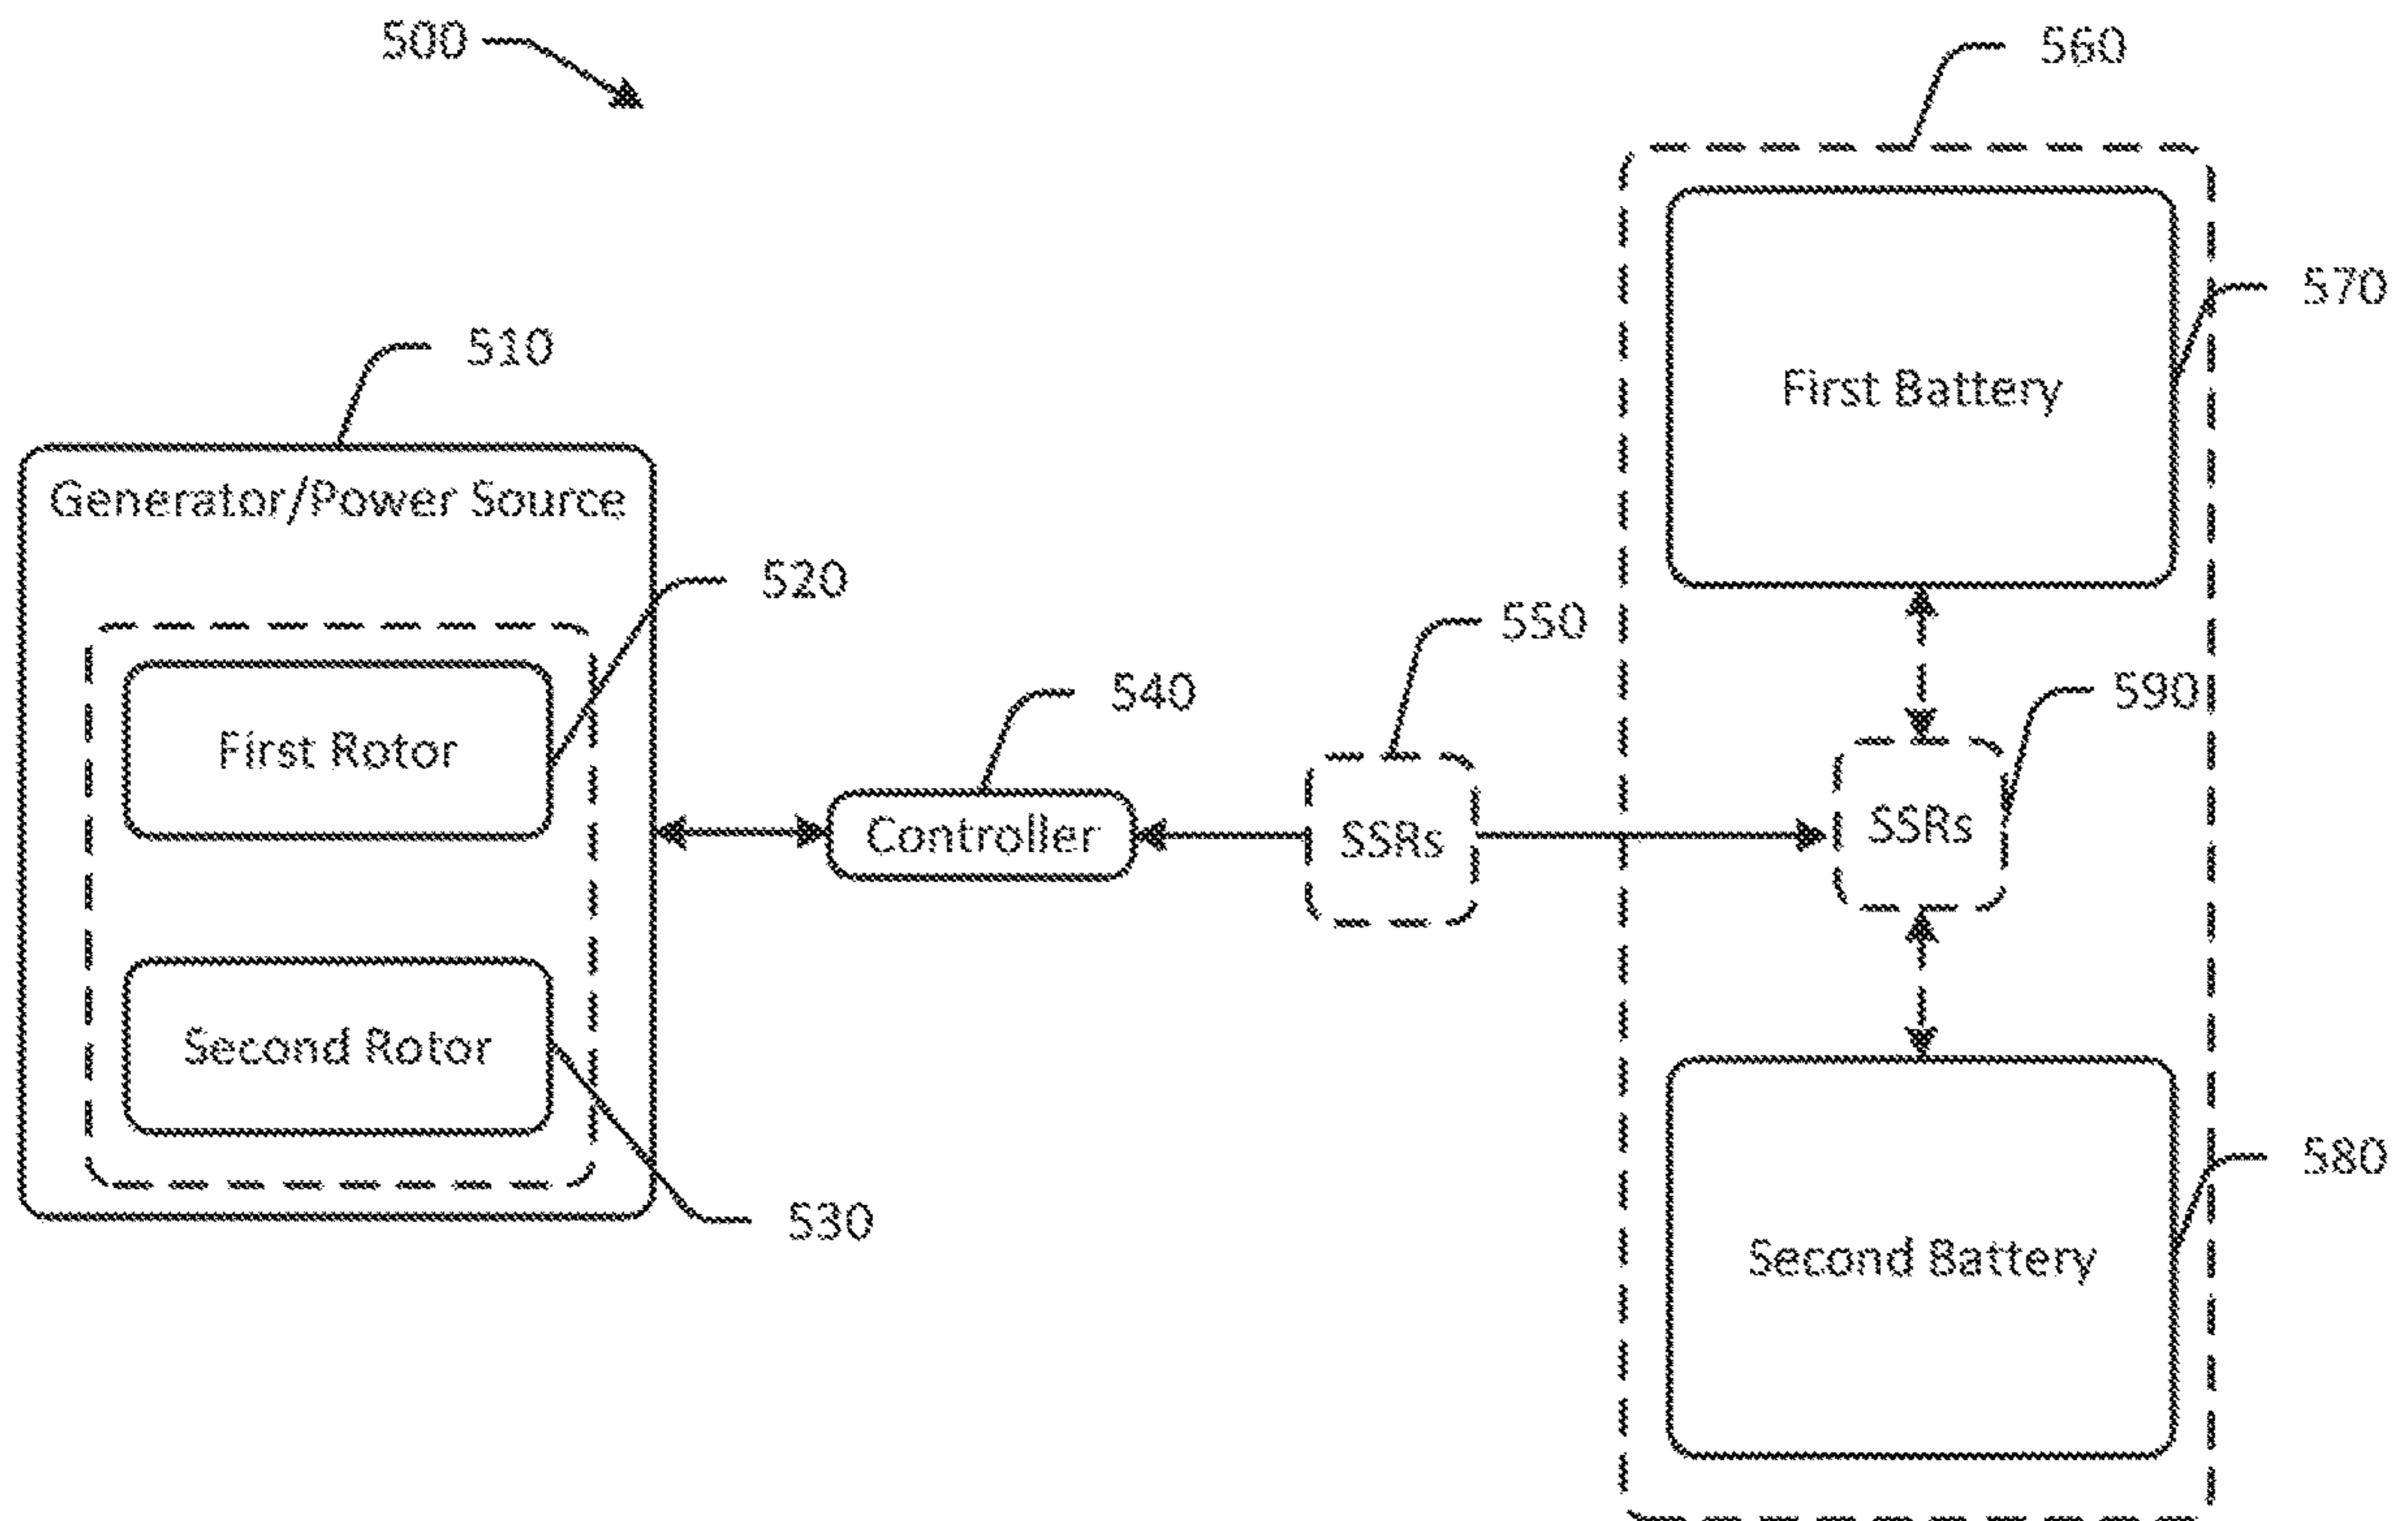 500
560
570
First Battery
510
Generator/Power Source
520
550
540
590
First Rotor
Controller
SSRs
SSRs
Second Rotor
530
580
Second Battery